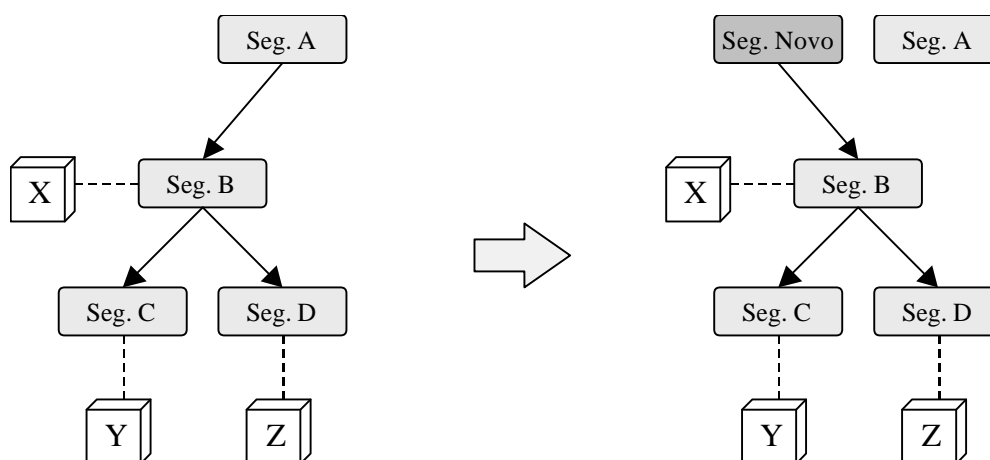 Seg. A
Seg. Novo
Seg. A
X
Seg. B
X
Seg. B
Seg. C
Seg. D
Seg. C
Seg. D
Y
Z
Y
Z